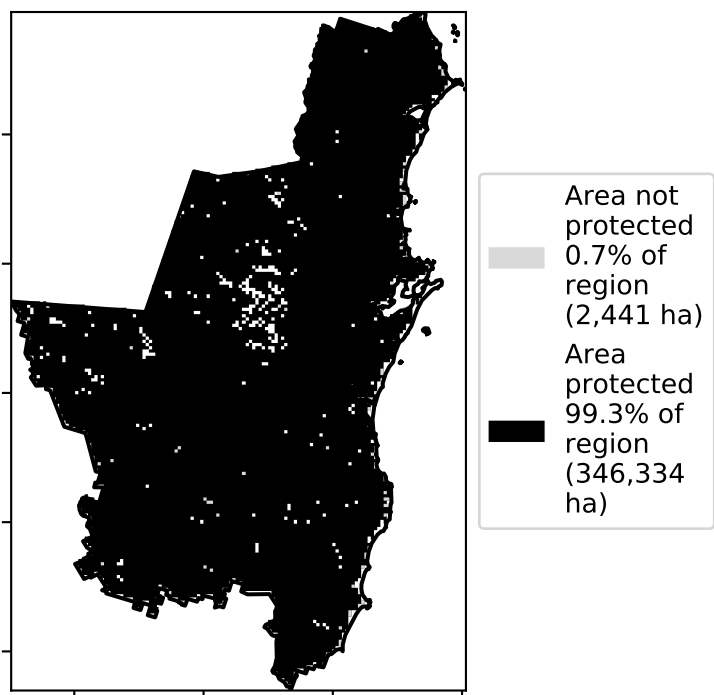 Area not
protected
0.7% of
region
(2,441 ha)
Area
protected
99.3% of
region
(346,334
ha)